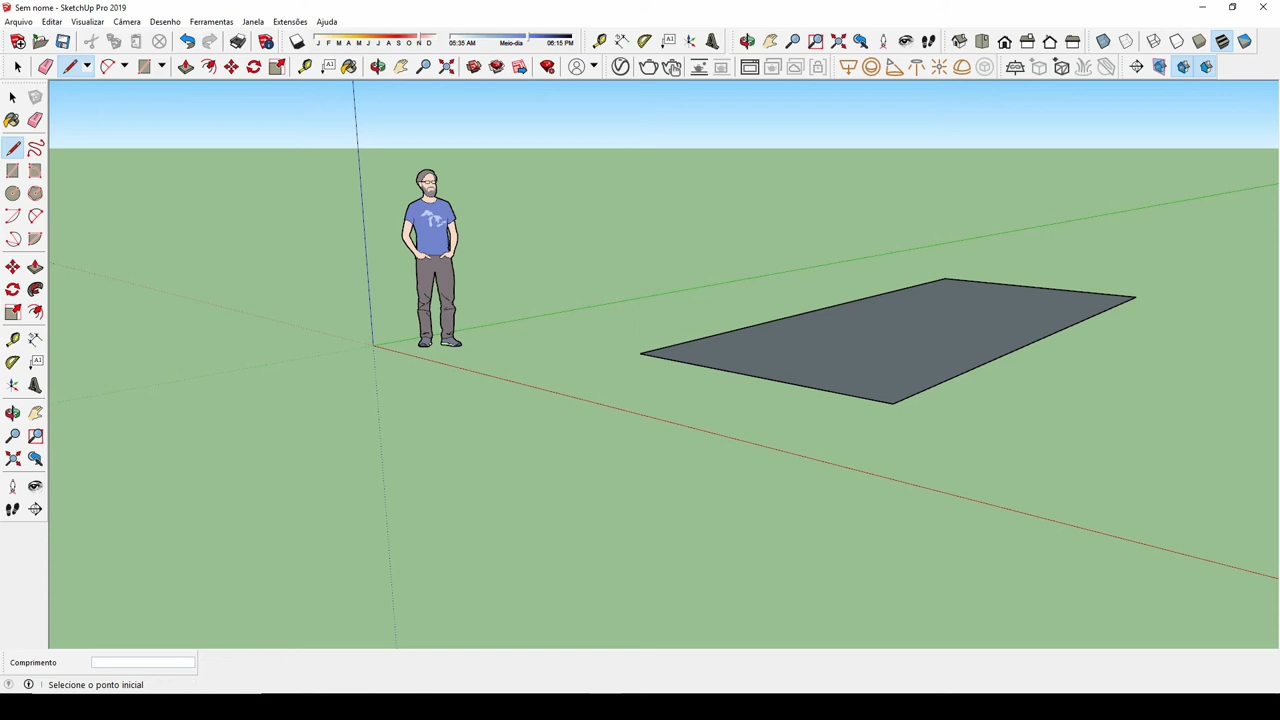 Sem nome - SketchUp Pro 2019
Arquivo Editar Visualizar Câmera Desenho Ferramentas Janela Extensões Ajuda
J F M A M J J A S O N D 05:35 AM Meio-dia 06:15 PM
Comprimento
Selecione o ponto inicial